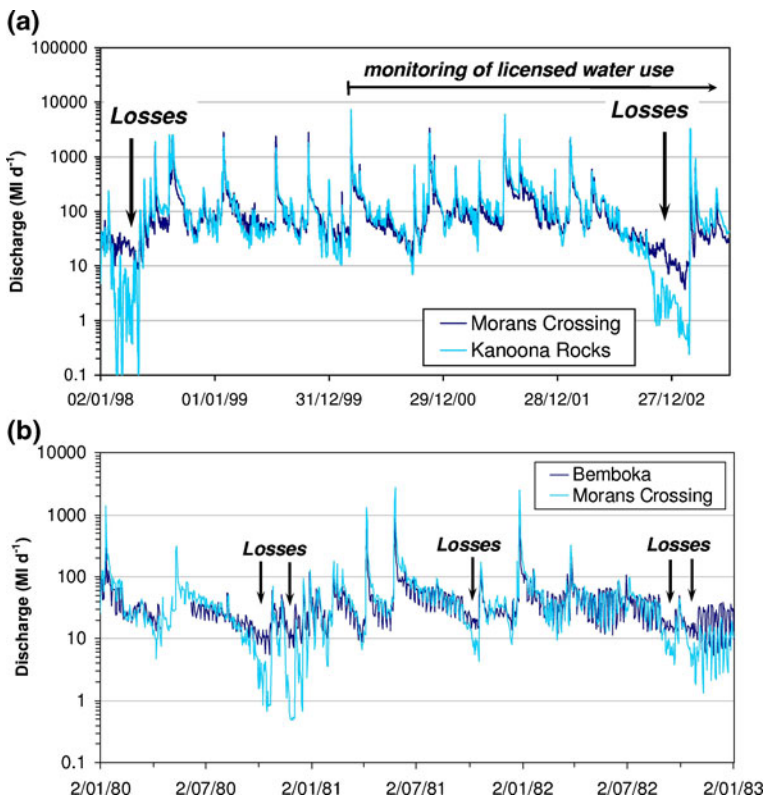 (a)
100000
10000
1000
100
10
1
0.1
Discharge (Ml d⁻¹)
monitoring of licensed water use
Losses
Losses
Morans Crossing
Kanoona Rocks
02/01/98 01/01/99 31/12/99 29/12/00 28/12/01 27/12/02
(b)
10000
1000
100
10
1
0.1
Discharge (Ml d⁻¹)
Bemboka
Morans Crossing
Losses Losses Losses
2/01/80 2/07/80 2/01/81 2/07/81 2/01/82 2/07/82 2/01/83